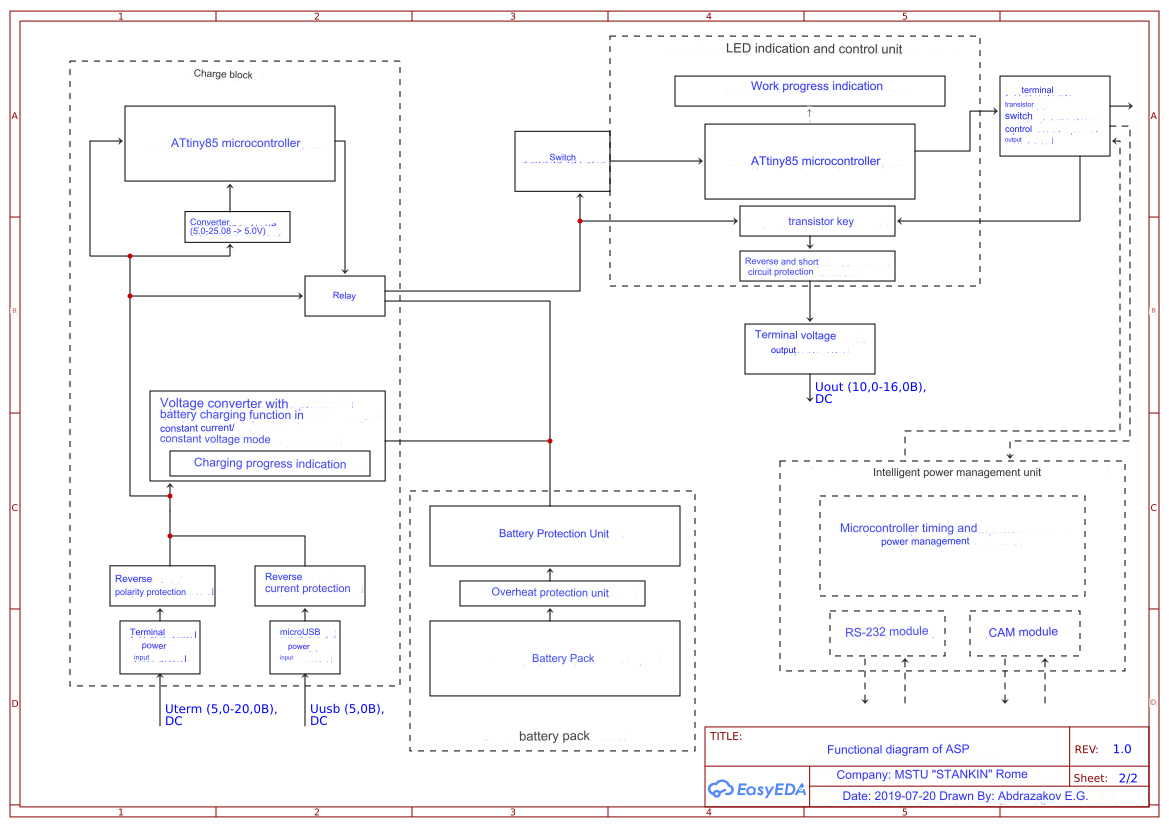 1 2 3 4 5
A
B
C
D
A
B
C
D
1 2 3 4 5
Charge block
ATtiny85 microcontroller
Converter
(5.0-25.08 -> 5.0V)
Relay
Voltage converter with
battery charging function in
constant current/
constant voltage mode
Charging progress indication
Reverse
polarity protection
Reverse
current protection
Terminal
power
input
microUSB
power
input
Uterm (5,0-20,0В),
DC
Uusb (5,0В),
DC
Battery Protection Unit
Overheat protection unit
Battery Pack
battery pack
Switch
LED indication and control unit
Work progress indication
ATtiny85 microcontroller
transistor key
Reverse and short
circuit protection
Terminal voltage
output
Uout (10,0-16,0В),
DC
terminal
transistor
switch
control
output
Intelligent power management unit
Microcontroller timing and
power management
RS-232 module
CAM module
TITLE:
Functional diagram of ASP
REV: 1.0
EasyEDA
Company: MSTU "STANKIN" Rome
Sheet: 2/2
Date: 2019-07-20 Drawn By: Abdrazakov E.G.